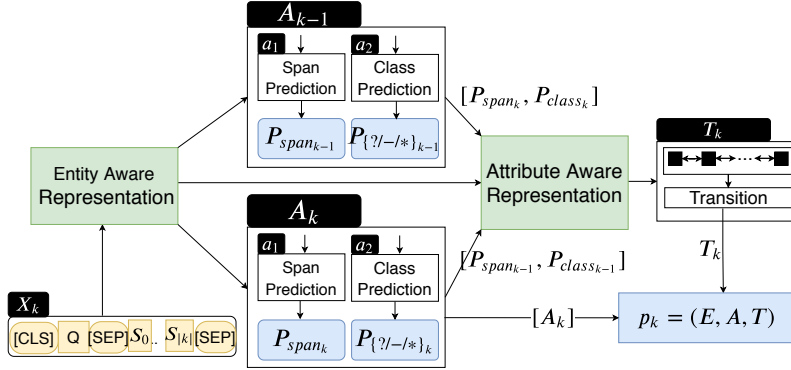 A_{k-1}
a_1
a_2
Span
Prediction
Class
Prediction
P_{span_{k-1}}
P_{\{?/-/*\}_{k-1}}
[P_{span_k}, P_{class_k}]
T_k
Entity Aware
Representation
Attribute Aware
Representation
Transition
A_k
a_1
a_2
Span
Prediction
Class
Prediction
P_{span_k}
P_{\{?/-/*\}_k}
[P_{span_{k-1}}, P_{class_{k-1}}]
T_k
X_k
[CLS] Q [SEP] S_0.. S_{|k|} [SEP]
[A_k]
p_k = (E, A, T)